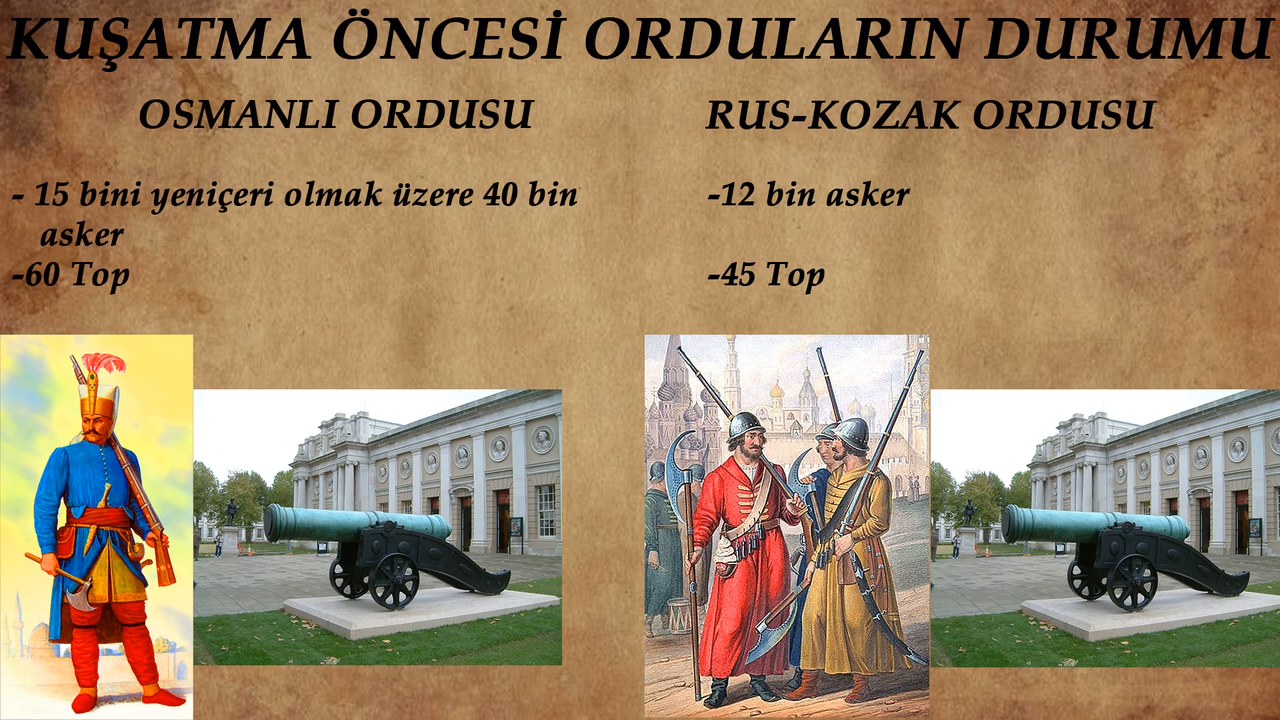 KUŞATMA ÖNCESİ ORDULARIN DURUMU
OSMANLI ORDUSU
- 15 bini yeniçeri olmak üzere 40 bin
asker
-60 Top
RUS-KOZAK ORDUSU
-12 bin asker
-45 Top